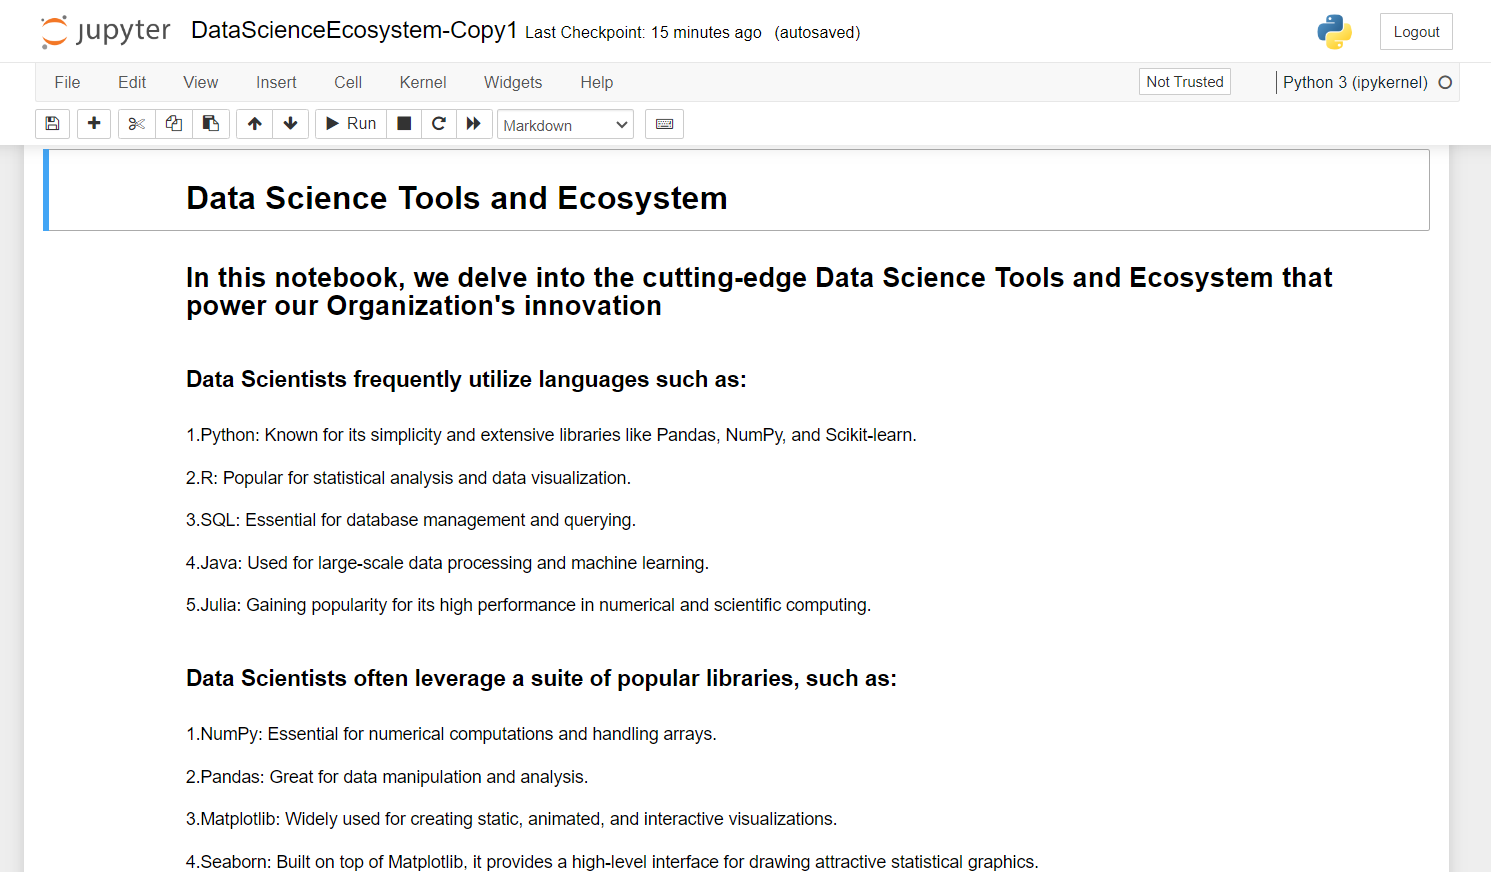 jupyter DataScienceEcosystem-Copy1 Last Checkpoint: 15 minutes ago (autosaved) Logout
File Edit View Insert Cell Kernel Widgets Help Not Trusted Python 3 (ipykernel)
Run Markdown
Data Science Tools and Ecosystem
In this notebook, we delve into the cutting-edge Data Science Tools and Ecosystem that
power our Organization's innovation
Data Scientists frequently utilize languages such as:
1.Python: Known for its simplicity and extensive libraries like Pandas, NumPy, and Scikit-learn.
2.R: Popular for statistical analysis and data visualization.
3.SQL: Essential for database management and querying.
4.Java: Used for large-scale data processing and machine learning.
5.Julia: Gaining popularity for its high performance in numerical and scientific computing.
Data Scientists often leverage a suite of popular libraries, such as:
1.NumPy: Essential for numerical computations and handling arrays.
2.Pandas: Great for data manipulation and analysis.
3.Matplotlib: Widely used for creating static, animated, and interactive visualizations.
4.Seaborn: Built on top of Matplotlib, it provides a high-level interface for drawing attractive statistical graphics.